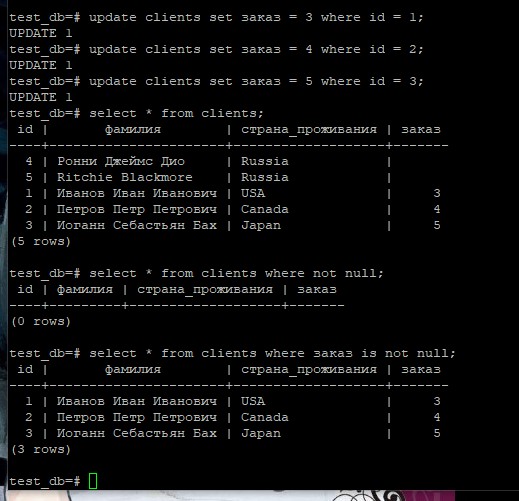 test_db=# update clients set заказ = 3 where id = 1;
UPDATE 1
test_db=# update clients set заказ = 4 where id = 2;
UPDATE 1
test_db=# update clients set заказ = 5 where id = 3;
UPDATE 1
test_db=# select * from clients;
 id |       фамилия        | страна_проживания | заказ
----+----------------------+-------------------+-------
  4 | Ронни Джеймс Дио     | Russia            |
  5 | Ritchie Blackmore    | Russia            |
  1 | Иванов Иван Иванович | USA               |     3
  2 | Петров Петр Петрович | Canada            |     4
  3 | Иоганн Себастьян Бах | Japan             |     5
(5 rows)

test_db=# select * from clients where not null;
 id | фамилия | страна_проживания | заказ
----+---------+-------------------+-------
(0 rows)

test_db=# select * from clients where заказ is not null;
 id |       фамилия        | страна_проживания | заказ
----+----------------------+-------------------+-------
  1 | Иванов Иван Иванович | USA               |     3
  2 | Петров Петр Петрович | Canada            |     4
  3 | Иоганн Себастьян Бах | Japan             |     5
(3 rows)

test_db=#